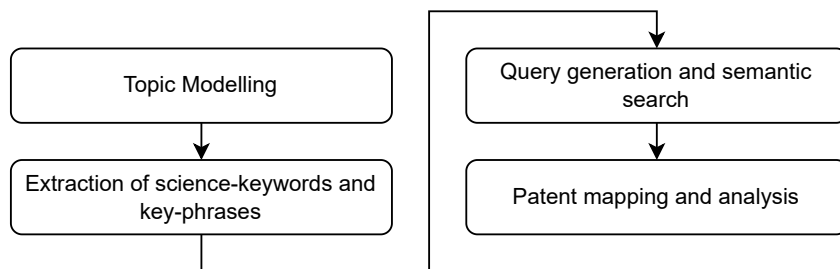 Topic Modelling
Extraction of science-keywords and
key-phrases
Query generation and semantic
search
Patent mapping and analysis